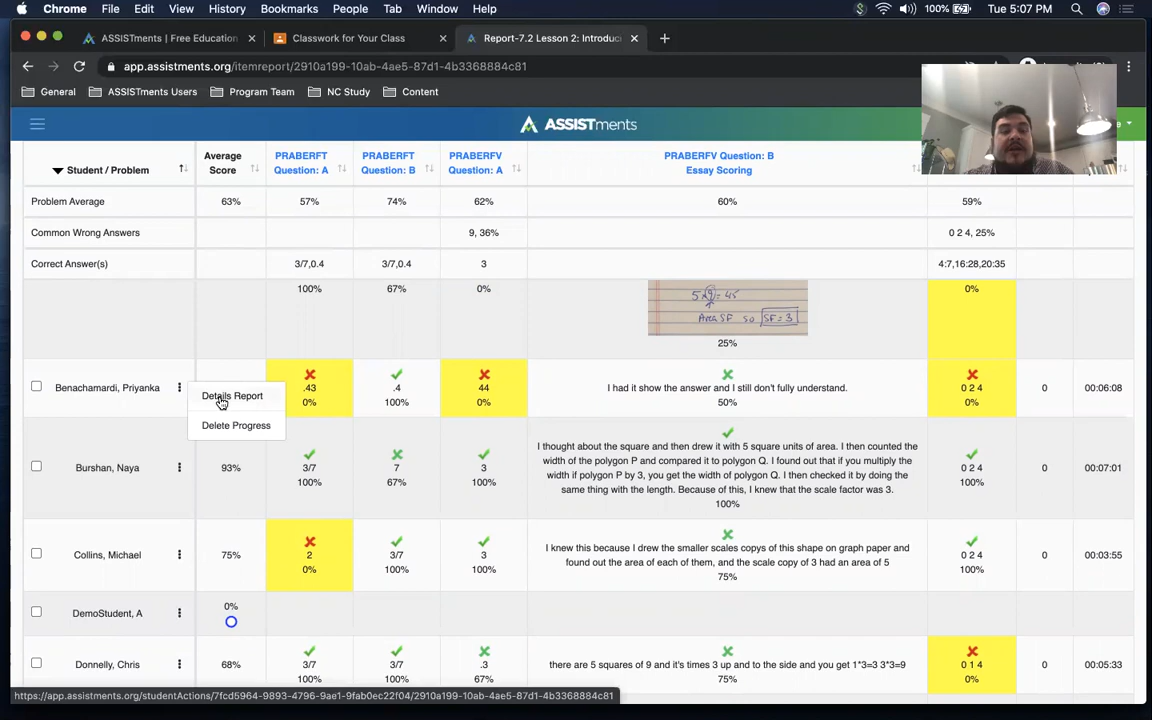 Chrome File Edit View History Bookmarks People Tab Window Help 100% Tue 5:07 PM
ASSISTments | Free Education
Classwork for Your Class
Report-7.2 Lesson 2: Introduc
app.assistments.org/itemreport/2910a199-10ab-4ae5-87d1-4b3368884c81
General ASSISTments Users Program Team NC Study Content
ASSISTments
Student / Problem
Average
Score
PRABERFT
Question: A
PRABERFT
Question: B
PRABERFV
Question: A
PRABERFV Question: B
Essay Scoring
Problem Average 63% 57% 74% 62% 60% 59%
Common Wrong Answers 9, 36% 0 2 4, 25%
Correct Answer(s) 3/7,0.4 3/7,0.4 3 4:7,16:28,20:35
100% 67% 0% 0%
= 45
Area SF so SF = 3
25%
Benachamardi, Priyanka
Details Report
Delete Progress
.43
0%
.4
100%
44
0%
I had it show the answer and I still don't fully understand.
50%
0 2 4
0%
0 00:06:08
Burshan, Naya 93%
3/7
100%
7
67%
3
100%
I thought about the square and then drew it with 5 square units of area. I then counted the
width of the polygon P and compared it to polygon Q. I found out that if you multiply the
width if polygon P by 3, you get the width of polygon Q. I then checked it by doing the
same thing with the length. Because of this, I knew that the scale factor was 3.
100%
0 2 4
100%
0 00:07:01
Collins, Michael 75%
2
0%
3/7
100%
3
100%
I knew this because I drew the smaller scales copys of this shape on graph paper and
found out the area of each of them, and the scale copy of 3 had an area of 5
75%
0 2 4
100%
0 00:03:55
DemoStudent, A 0%
Donnelly, Chris 68%
3/7
100%
3/7
100%
.3
67%
there are 5 squares of 9 and it's times 3 up and to the side and you get 1*3=3 3*3=9
75%
0 1 4
0%
0 00:05:33
https://app.assistments.org/studentActions/7fcd5964-9893-4796-9ae1-9fab0ec22f04/2910a199-10ab-4ae5-87d1-4b3368884c81